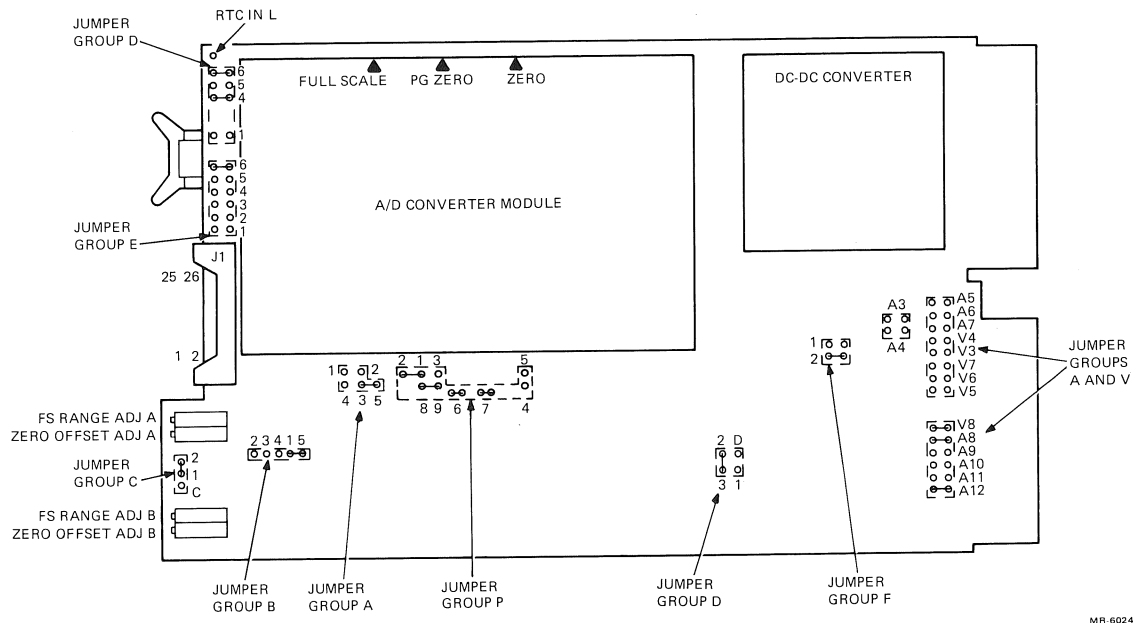 RTC IN L
JUMPER
GROUP D
6
5
4
1
FULL SCALE
PG ZERO
ZERO
DC-DC CONVERTER
6
5
4
3
2
1
A/D CONVERTER MODULE
JUMPER
GROUP E
J1
25 26
1 2
A3
A4
A5
A6
A7
V4
V3
V7
V6
V5
JUMPER
GROUPS
A AND V
1
2
1 2
4 3 5
2 1 3
8 9 6 7
5
4
FS RANGE ADJ A
ZERO OFFSET ADJ A
2 3 4 1 5
2 D
3 1
V8
A8
A9
A10
A11
A12
JUMPER
GROUP C
2
1
C
FS RANGE ADJ B
ZERO OFFSET ADJ B
JUMPER
GROUP B
JUMPER
GROUP A
JUMPER
GROUP P
JUMPER
GROUP D
JUMPER
GROUP F
MR-6024